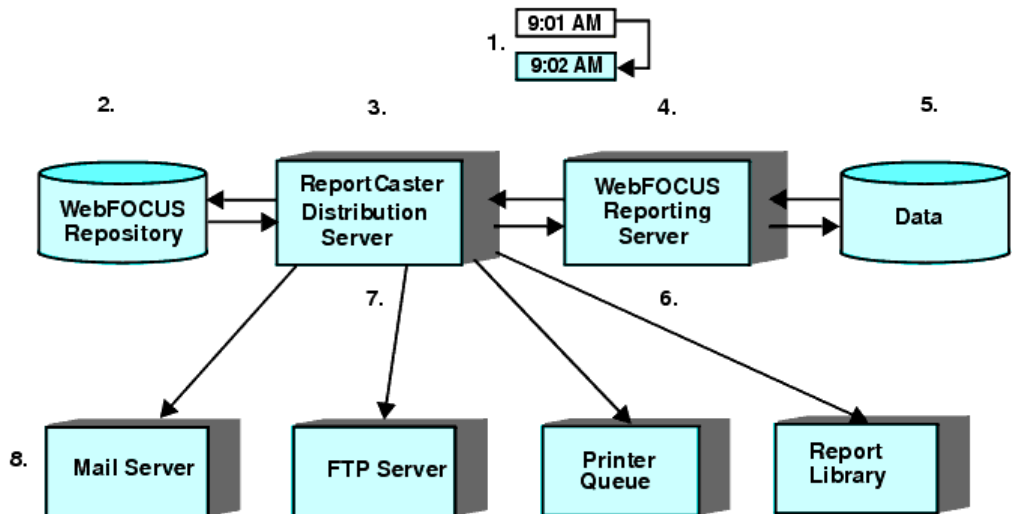 9:01 AM
1.
9:02 AM
2.
3.
4.
5.
WebFOCUS
Repository
ReportCaster
Distribution
Server
WebFOCUS
Reporting
Server
Data
7.
6.
8.
Mail Server
FTP Server
Printer
Queue
Report
Library